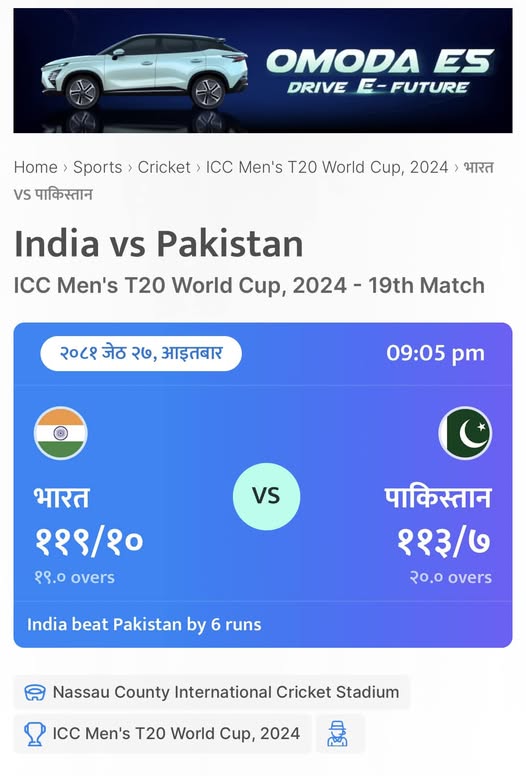 OMODA E5
DRIVE E-FUTURE
Home › Sports › Cricket › ICC Men's T20 World Cup, 2024 › भारत
VS पाकिस्तान
India vs Pakistan
ICC Men's T20 World Cup, 2024 - 19th Match
२०८१ जेठ २७, आइतबार
09:05 pm
भारत
VS
पाकिस्तान
११९/१०
११३/७
१९.० overs
२०.० overs
India beat Pakistan by 6 runs
Nassau County International Cricket Stadium
ICC Men's T20 World Cup, 2024